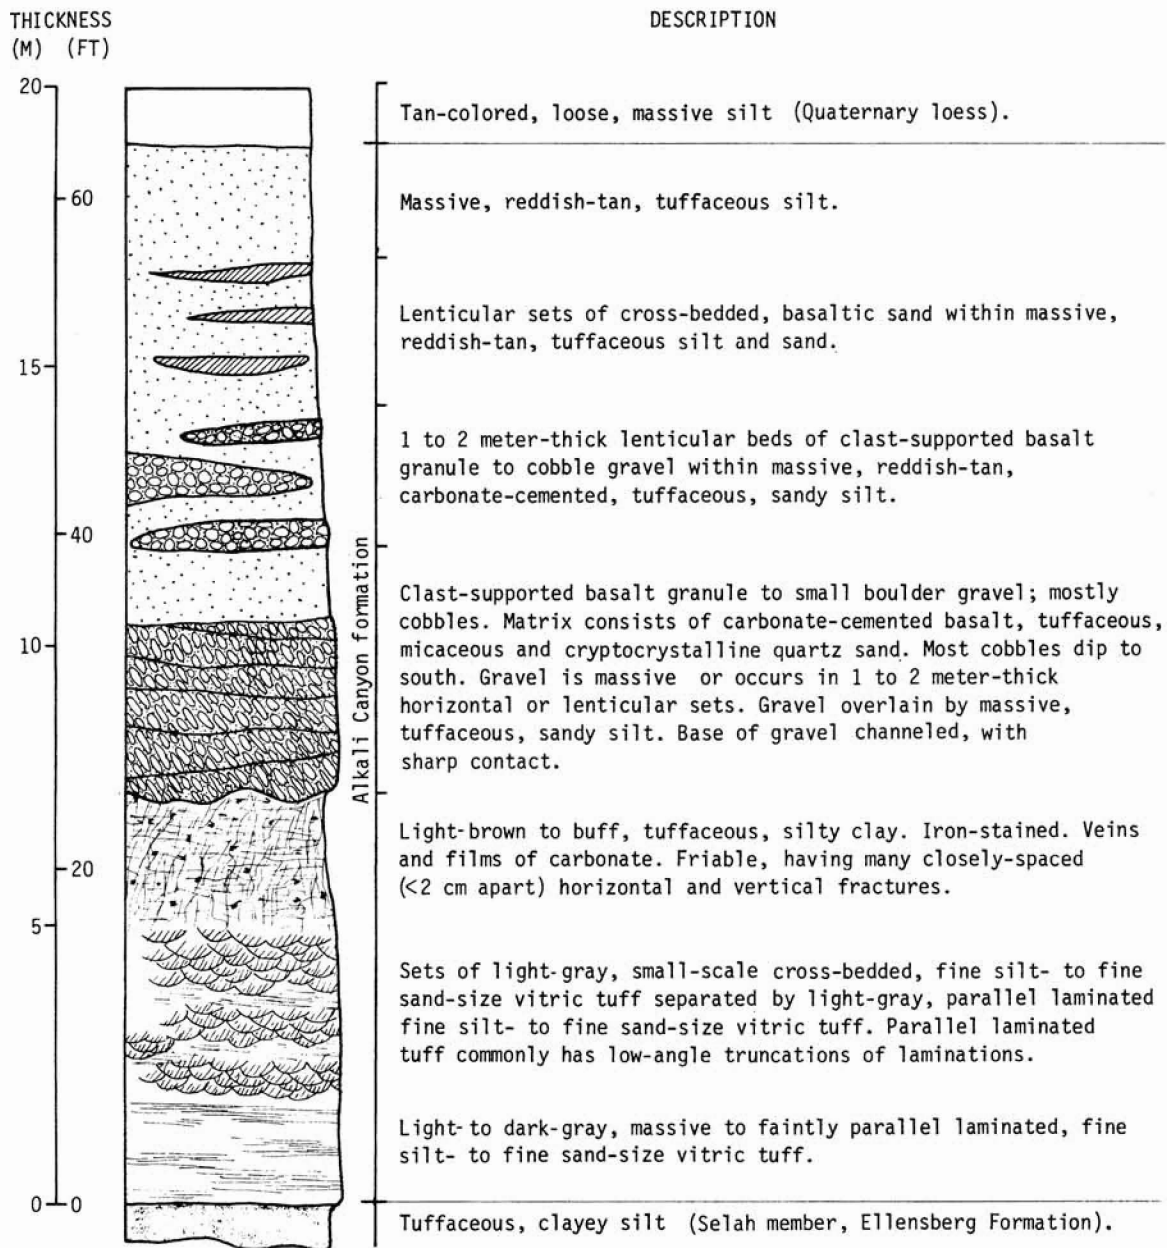 THICKNESS
(M) (FT)
DESCRIPTION
20
Tan-colored, loose, massive silt (Quaternary loess).
60
Massive, reddish-tan, tuffaceous silt.
Lenticular sets of cross-bedded, basaltic sand within massive,
reddish-tan, tuffaceous silt and sand.
15
1 to 2 meter-thick lenticular beds of clast-supported basalt
granule to cobble gravel within massive, reddish-tan,
carbonate-cemented, tuffaceous, sandy silt.
40
Alkali Canyon formation
Clast-supported basalt granule to small boulder gravel; mostly
cobbles. Matrix consists of carbonate-cemented basalt, tuffaceous,
micaceous and cryptocrystalline quartz sand. Most cobbles dip to
south. Gravel is massive or occurs in 1 to 2 meter-thick
horizontal or lenticular sets. Gravel overlain by massive,
tuffaceous, sandy silt. Base of gravel channeled, with
sharp contact.
10
Light-brown to buff, tuffaceous, silty clay. Iron-stained. Veins
and films of carbonate. Friable, having many closely-spaced
(<2 cm apart) horizontal and vertical fractures.
20
5
Sets of light-gray, small-scale cross-bedded, fine silt- to fine
sand-size vitric tuff separated by light-gray, parallel laminated
fine silt- to fine sand-size vitric tuff. Parallel laminated
tuff commonly has low-angle truncations of laminations.
Light- to dark-gray, massive to faintly parallel laminated, fine
silt- to fine sand-size vitric tuff.
0 0
Tuffaceous, clayey silt (Selah member, Ellensberg Formation).